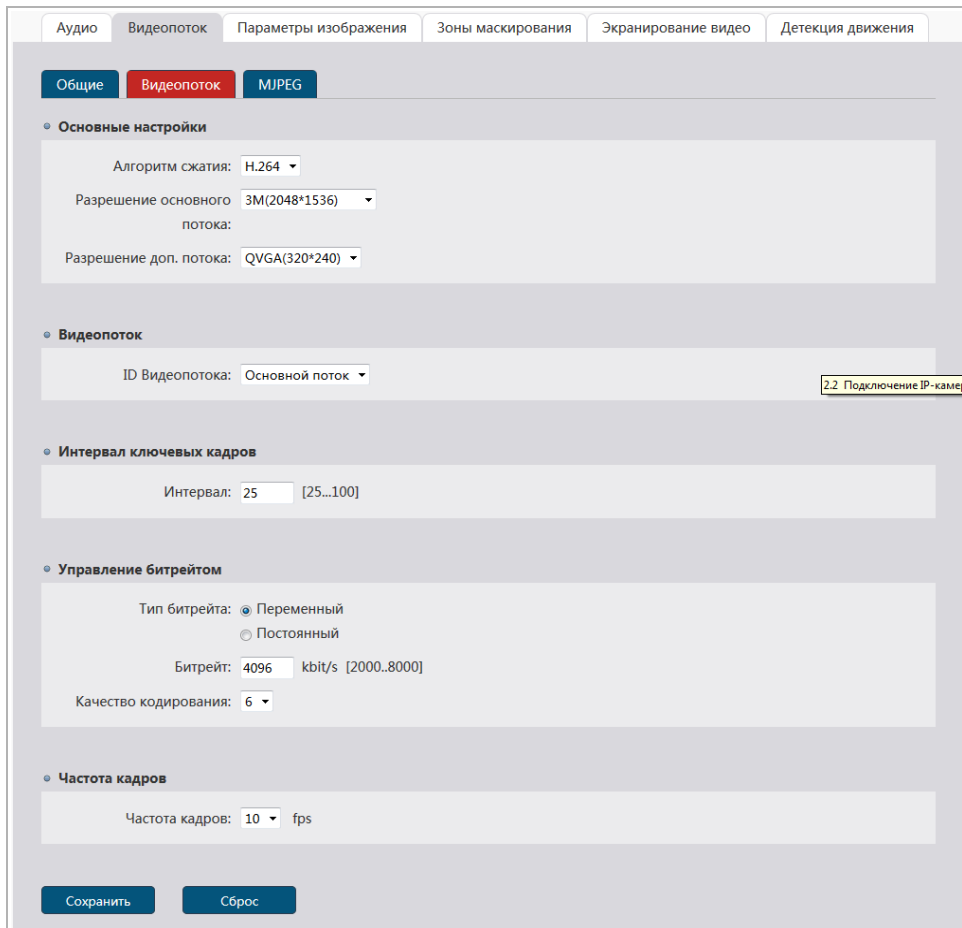 Аудио Видеопоток Параметры изображения Зоны маскирования Экранирование видео Детекция движения
Общие Видеопоток MJPEG
Основные настройки
Алгоритм сжатия: H.264
Разрешение основного 3M(2048*1536)
потока:
Разрешение доп. потока: QVGA(320*240)
Видеопоток
ID Видеопотока: Основной поток
2.2 Подключение IP-каме
Интервал ключевых кадров
Интервал: 25 [25...100]
Управление битрейтом
Тип битрейта: Переменный
Постоянный
Битрейт: 4096 kbit/s [2000..8000]
Качество кодирования: 6
Частота кадров
Частота кадров: 10 fps
Сохранить Сброс